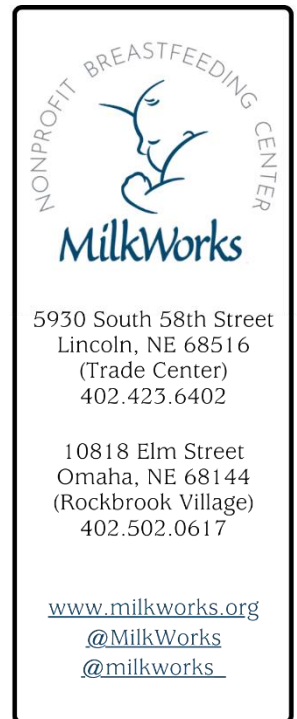 NONPROFIT BREASTFEEDING CENTER
MilkWorks
5930 South 58th Street
Lincoln, NE 68516
(Trade Center)
402.423.6402
10818 Elm Street
Omaha, NE 68144
(Rockbrook Village)
402.502.0617
www.milkworks.org
@MilkWorks
@milkworks_